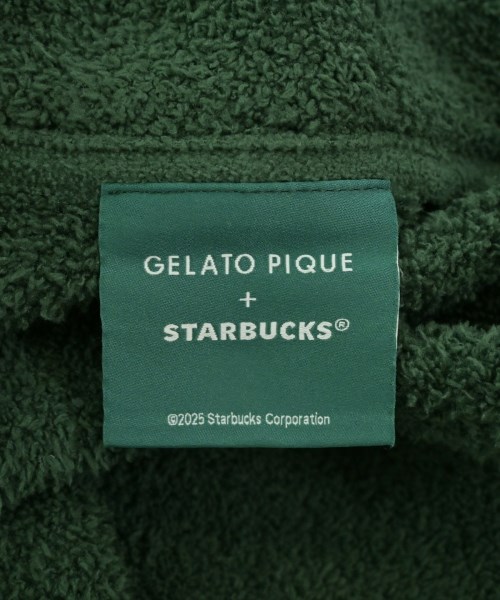 GELATO PIQUE
+
STARBUCKS®
©2025 Starbucks Corporation